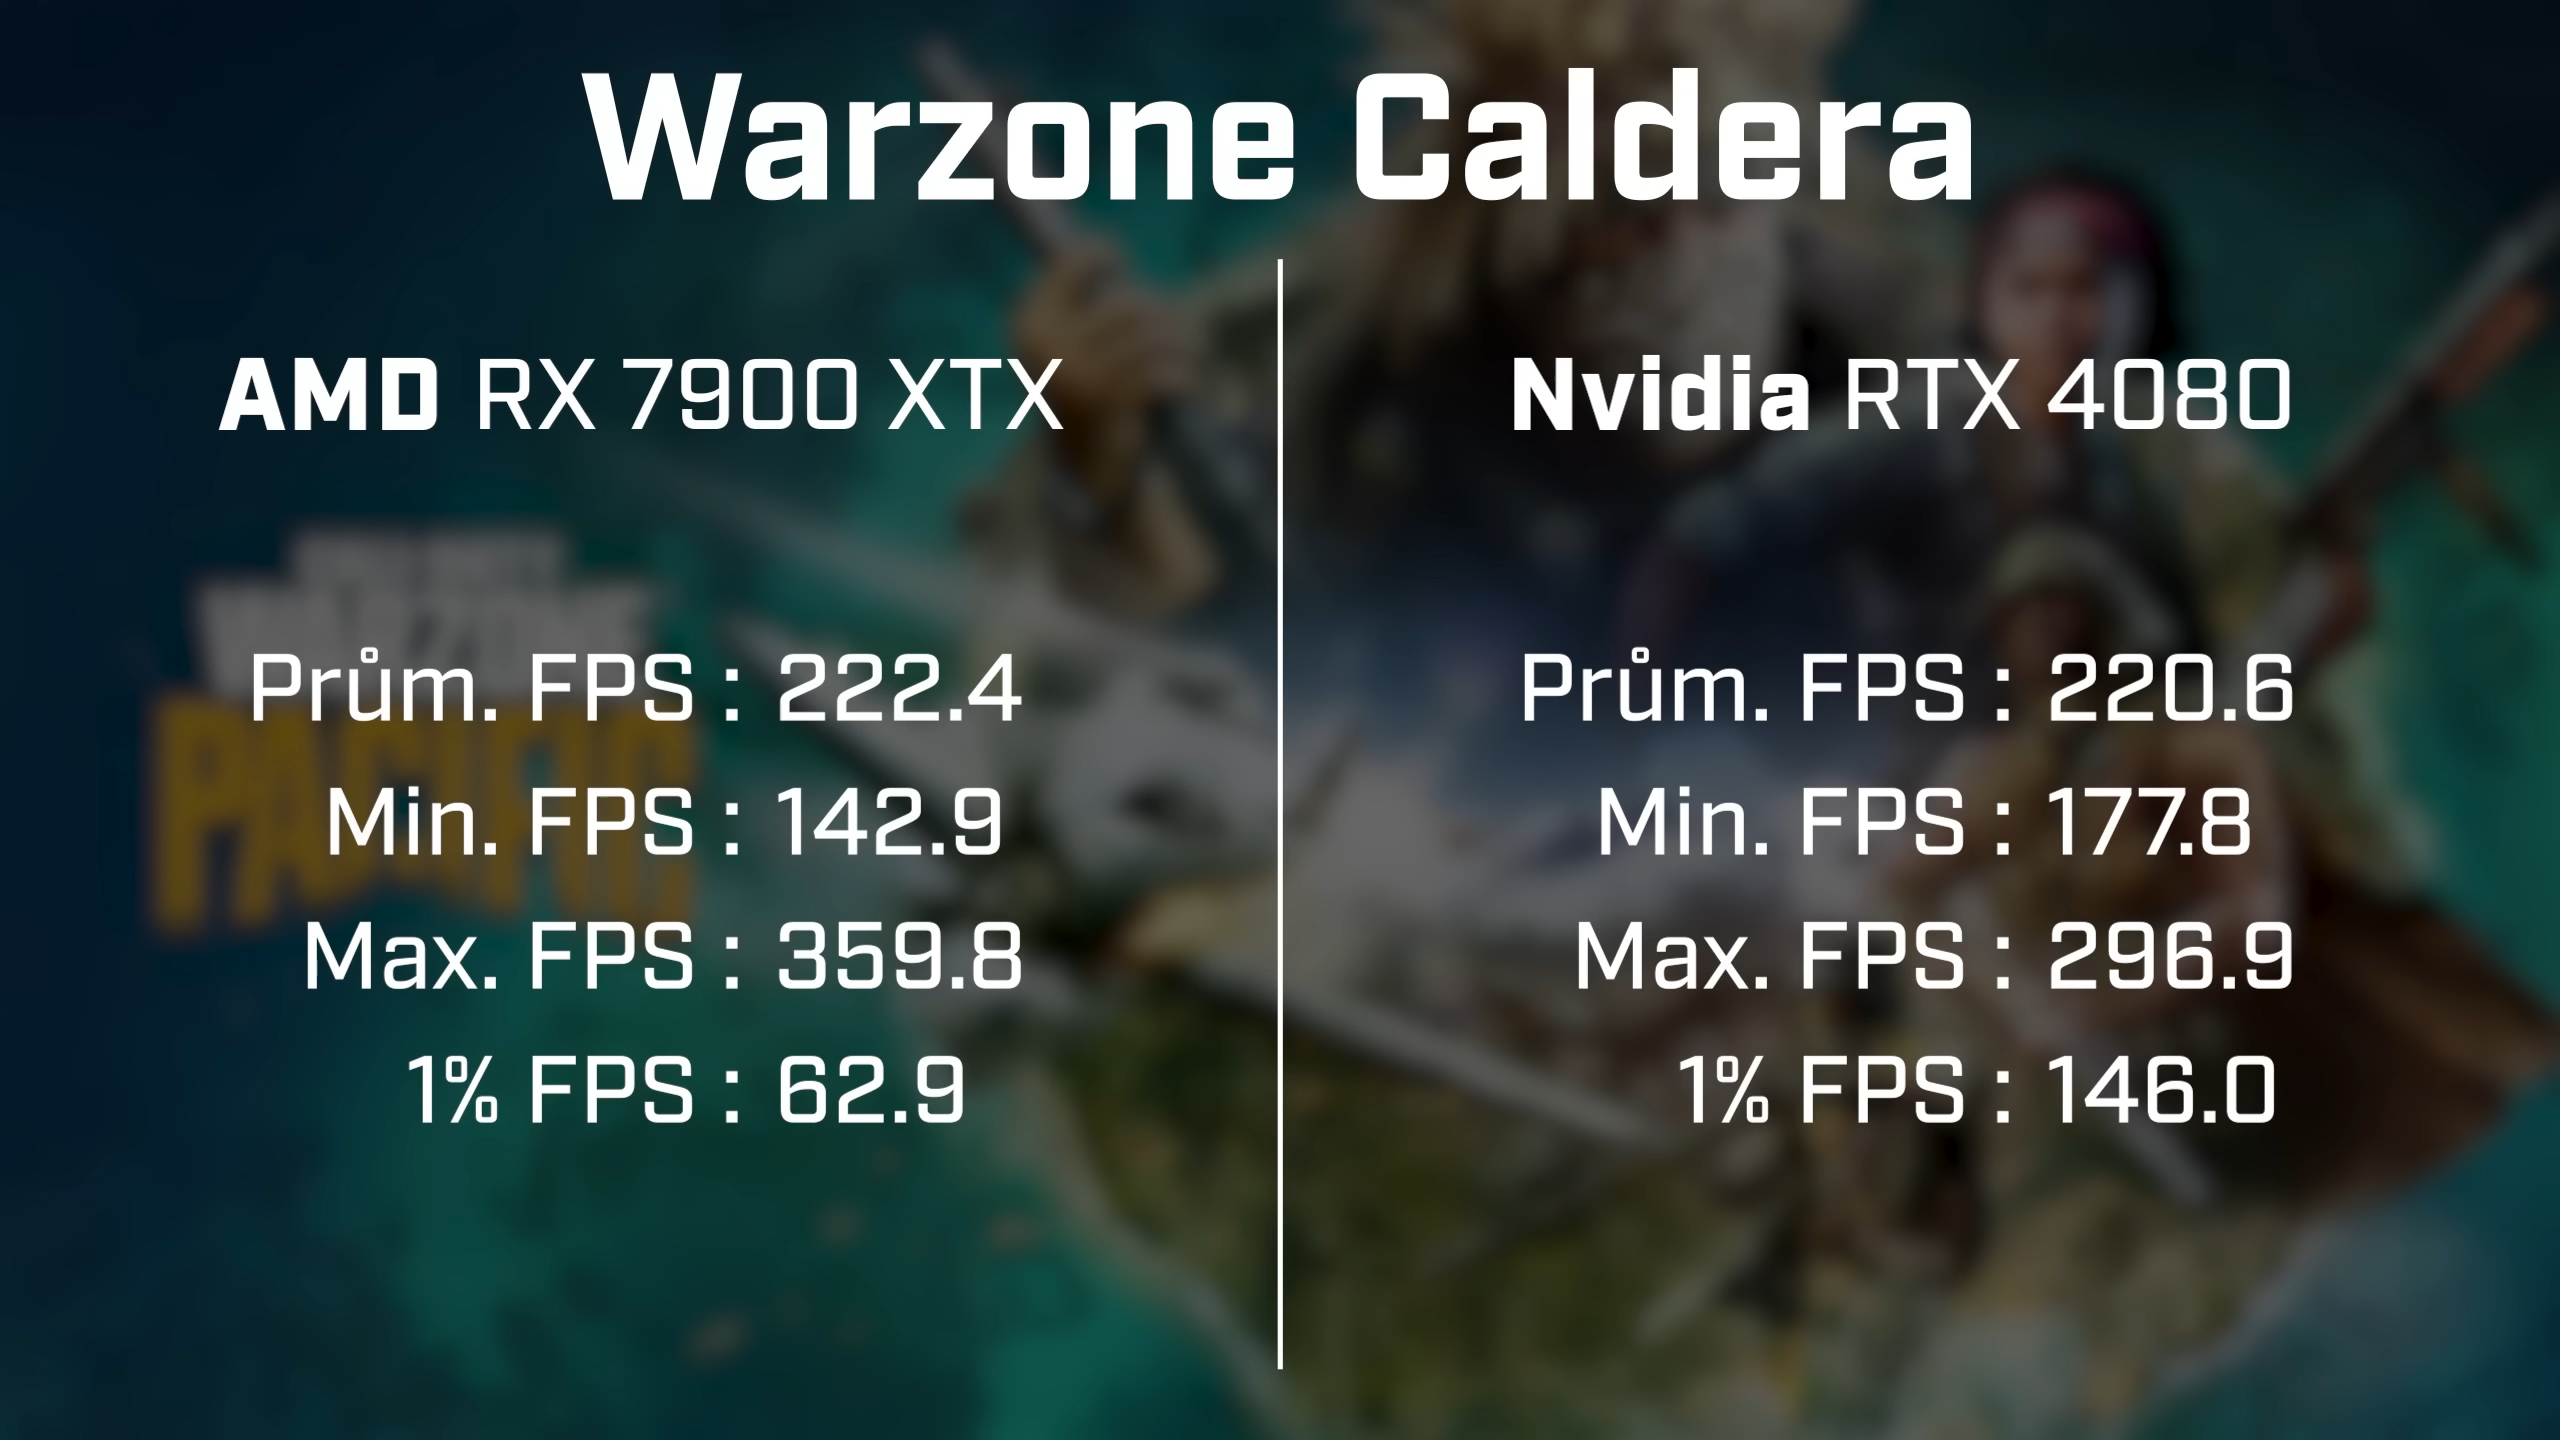 Warzone Caldera
AMD RX 7900 XTX
Prům. FPS : 222.4
Min. FPS : 142.9
Max. FPS : 359.8
1% FPS : 62.9
Nvidia RTX 4080
Prům. FPS : 220.6
Min. FPS : 177.8
Max. FPS : 296.9
1% FPS : 146.0
WARZONE
PACIFIC